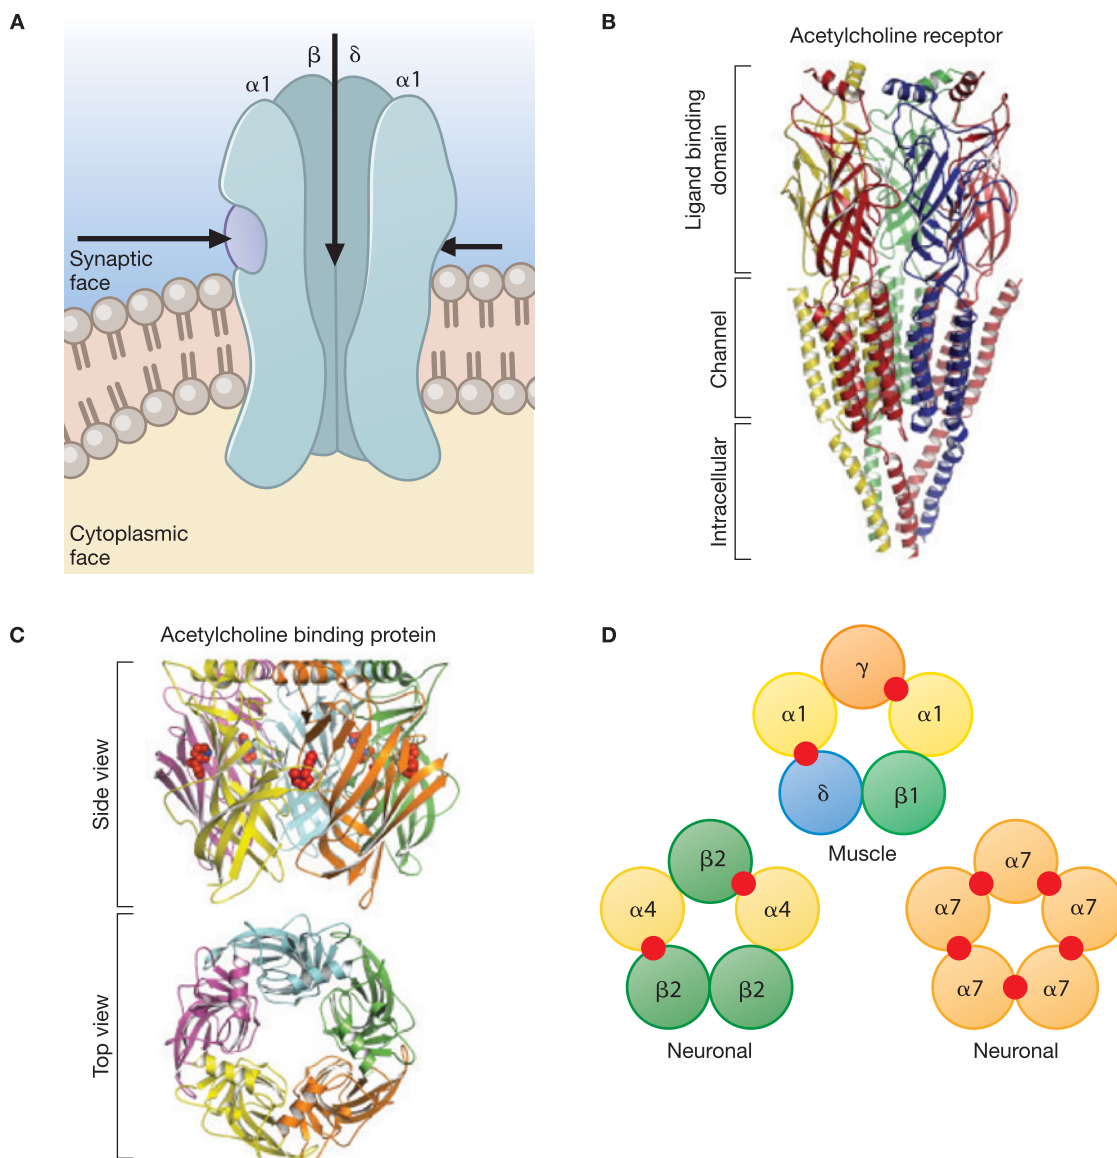 A
β
δ
α1
α1
Synaptic
face
Cytoplasmic
face
B
Acetylcholine receptor
Ligand binding
domain
Channel
Intracellular
C
Acetylcholine binding protein
Side view
Top view
D
γ
α1
α1
δ
β1
Muscle
β2
α4
α4
β2
β2
Neuronal
α7
α7
α7
α7
α7
Neuronal